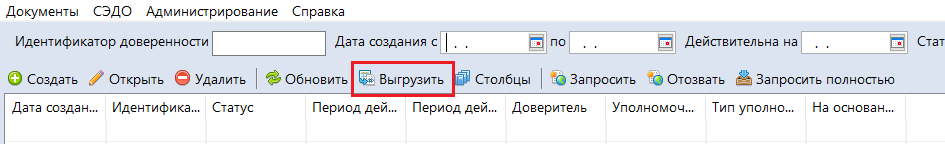 Документы СЭДО Администрирование Справка
Идентификатор доверенности Дата создания с . . по . . Действительна на . . Стат
Создать Открыть Удалить Обновить Выгрузить Столбцы Запросить Отозвать Запросить полностью
Дата создан... Идентифика... Статус Период дей... Период дей... Доверитель Уполномоч... Тип уполно... На основан...